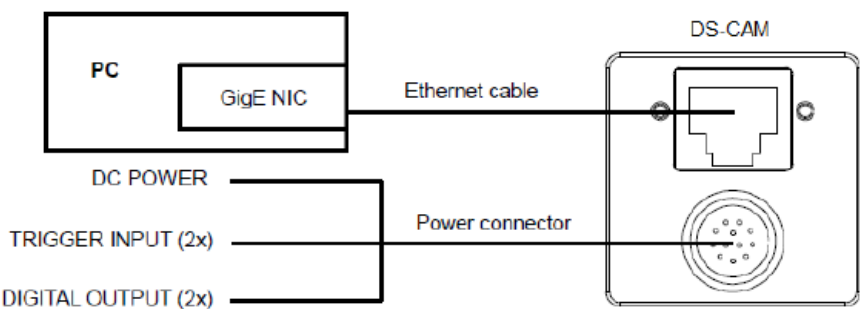 DS-CAM
PC
GigE NIC
Ethernet cable
DC POWER
TRIGGER INPUT (2x)
Power connector
DIGITAL OUTPUT (2x)